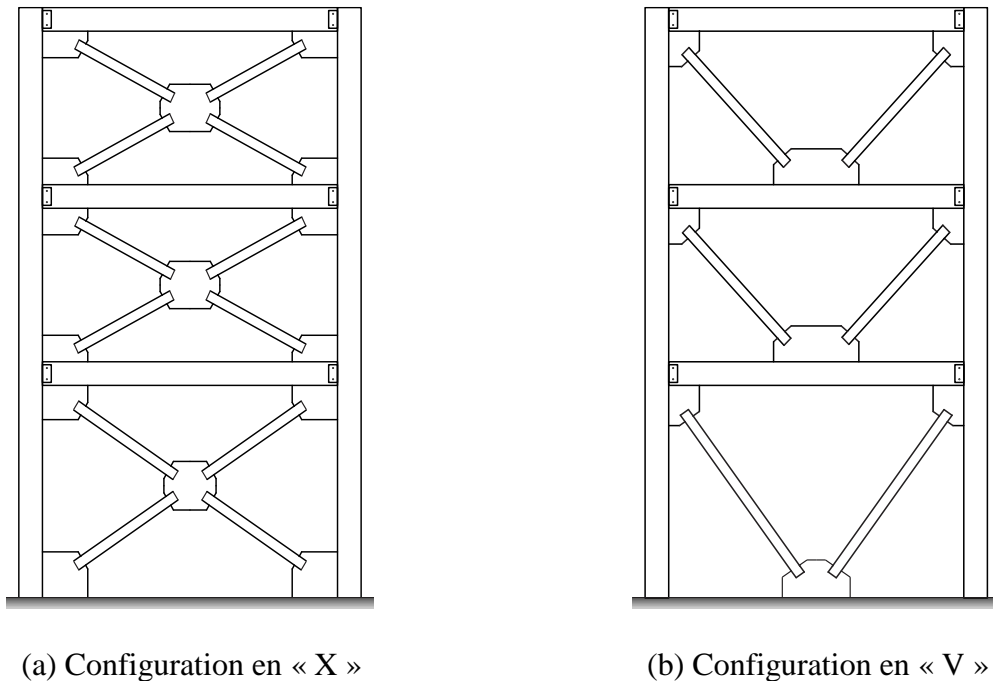 (a) Configuration en « X »
(b) Configuration en « V »